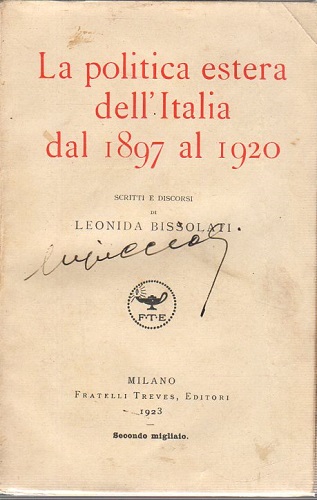 La politica estera
dell'Italia
dal 1897 al 1920
SCRITTI E DISCORSI
DI
LEONIDA BISSOLATI
F·T·E
MILANO
FRATELLI TREVES, EDITORI
1923
Secondo migliaio.